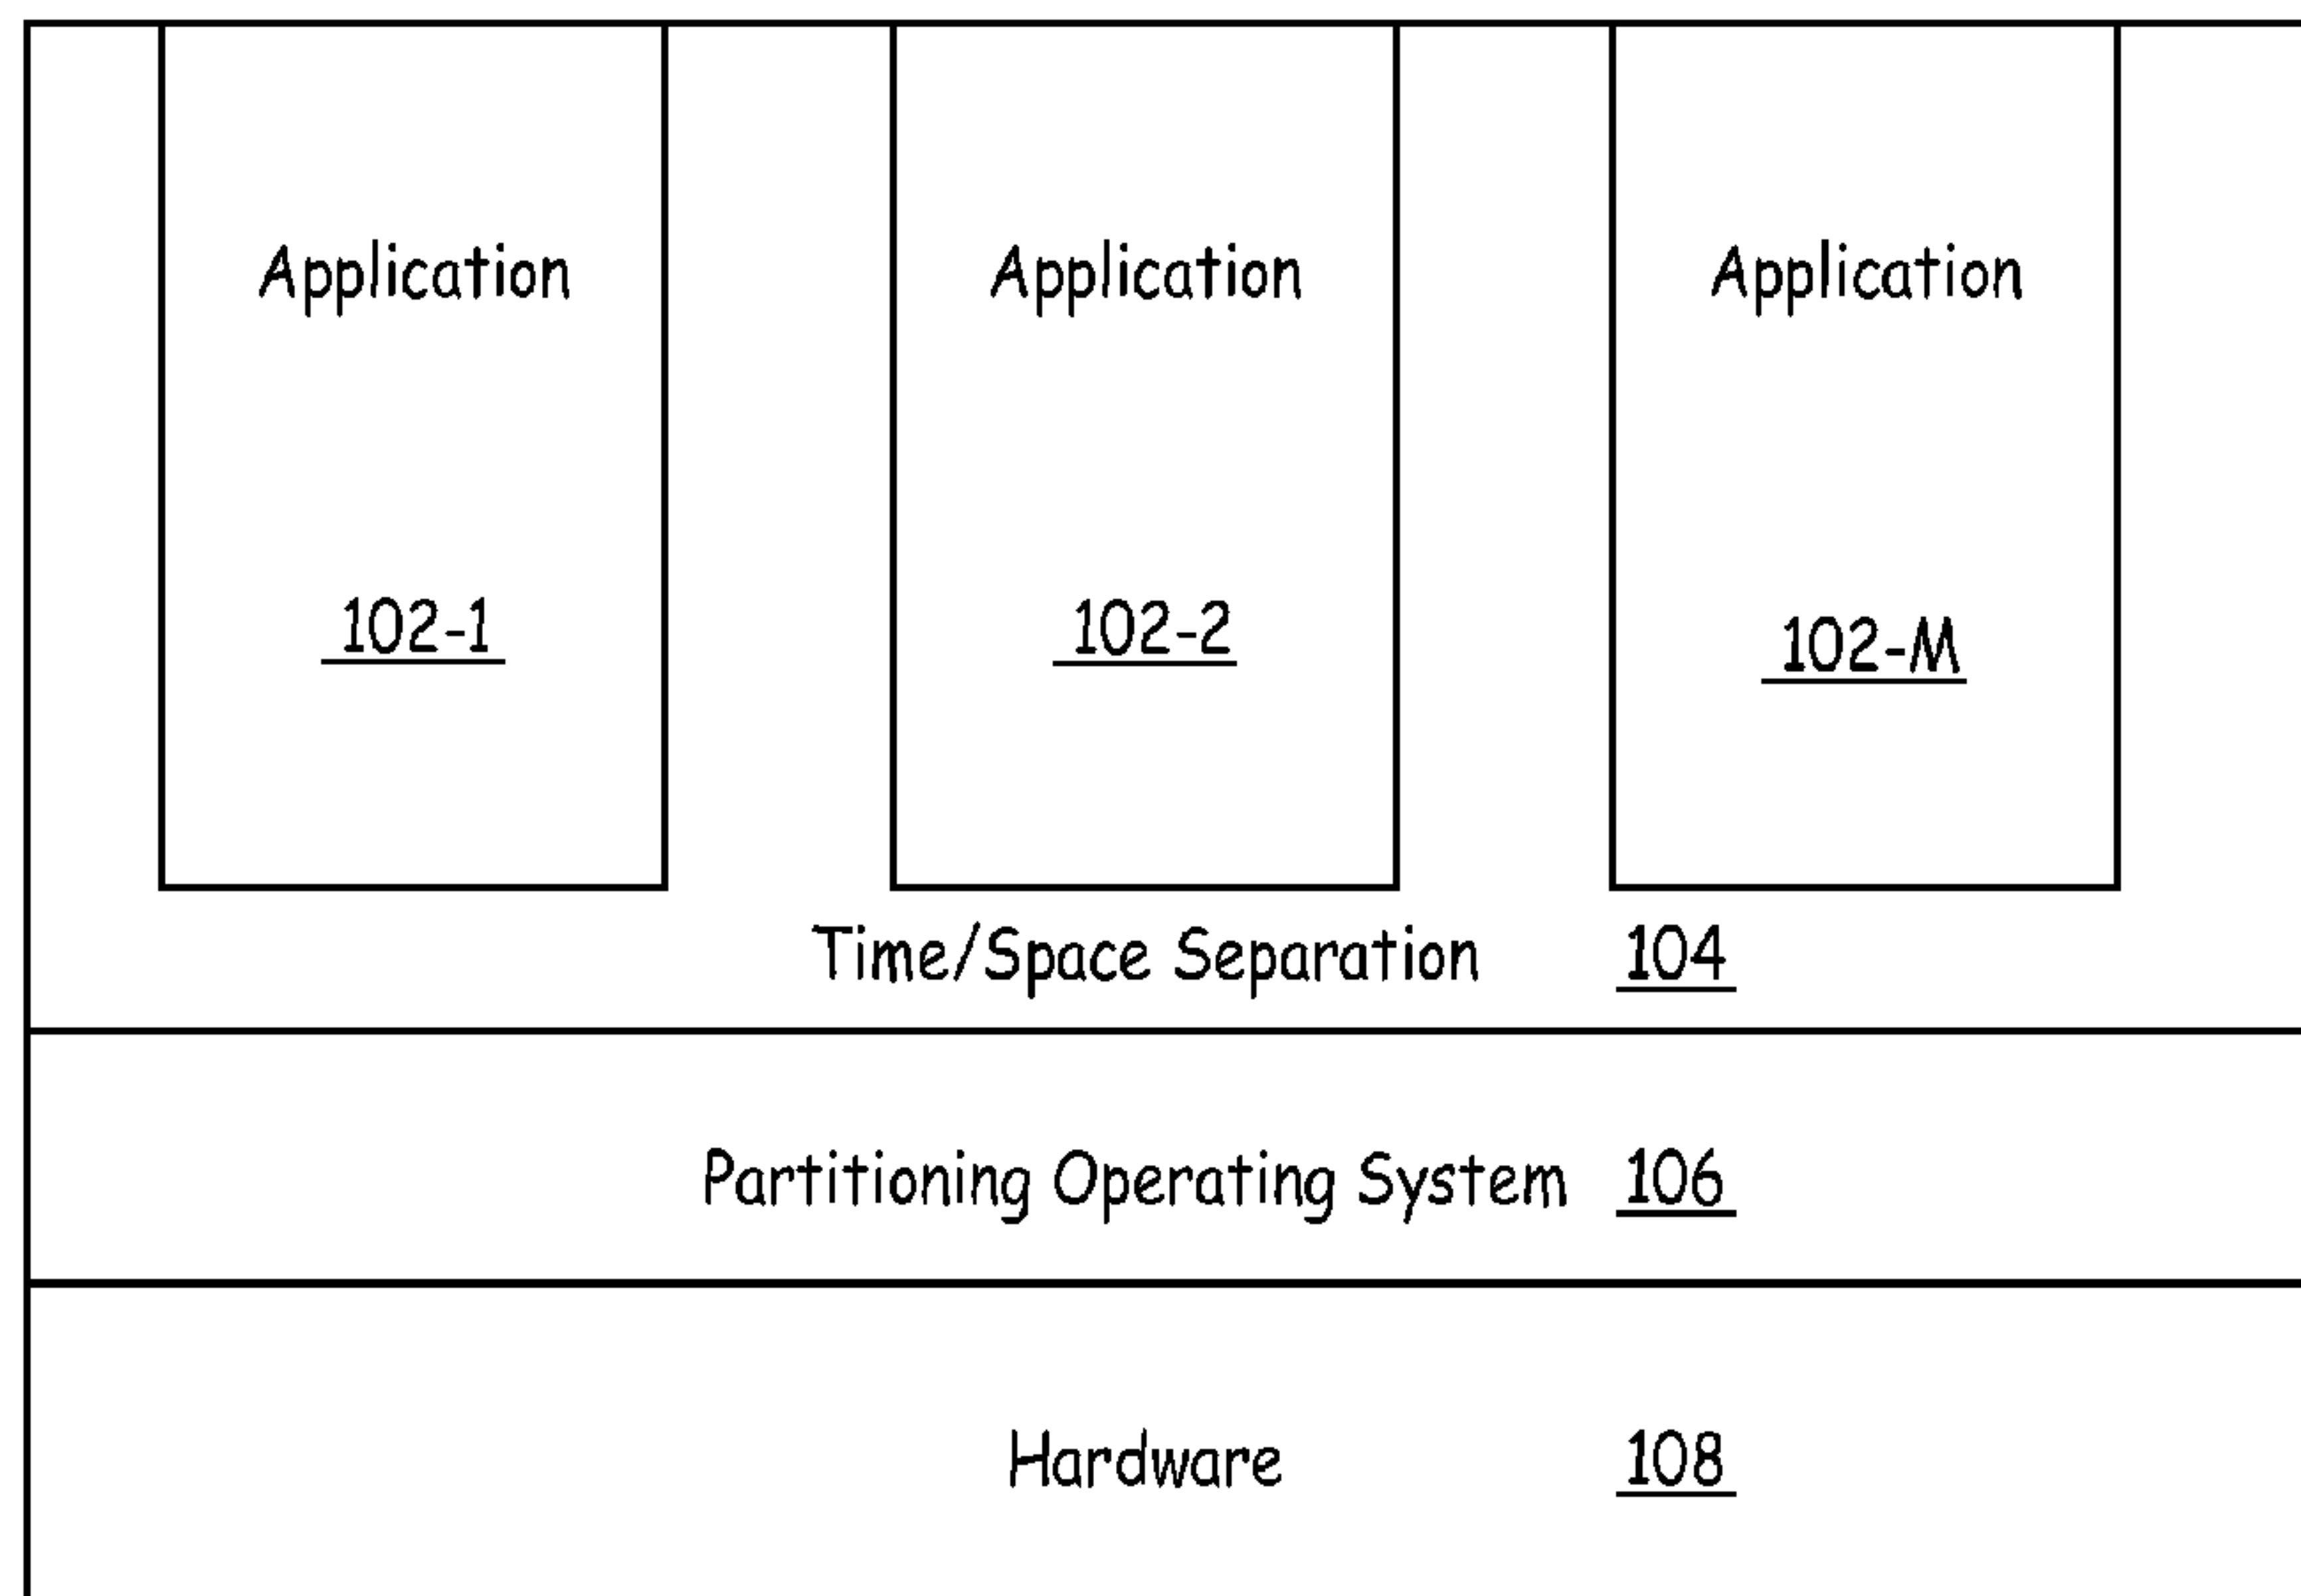 Application Application Application
102-1 102-2 102-M
Time/Space Separation 104
Partitioning Operating System 106
Hardware 108